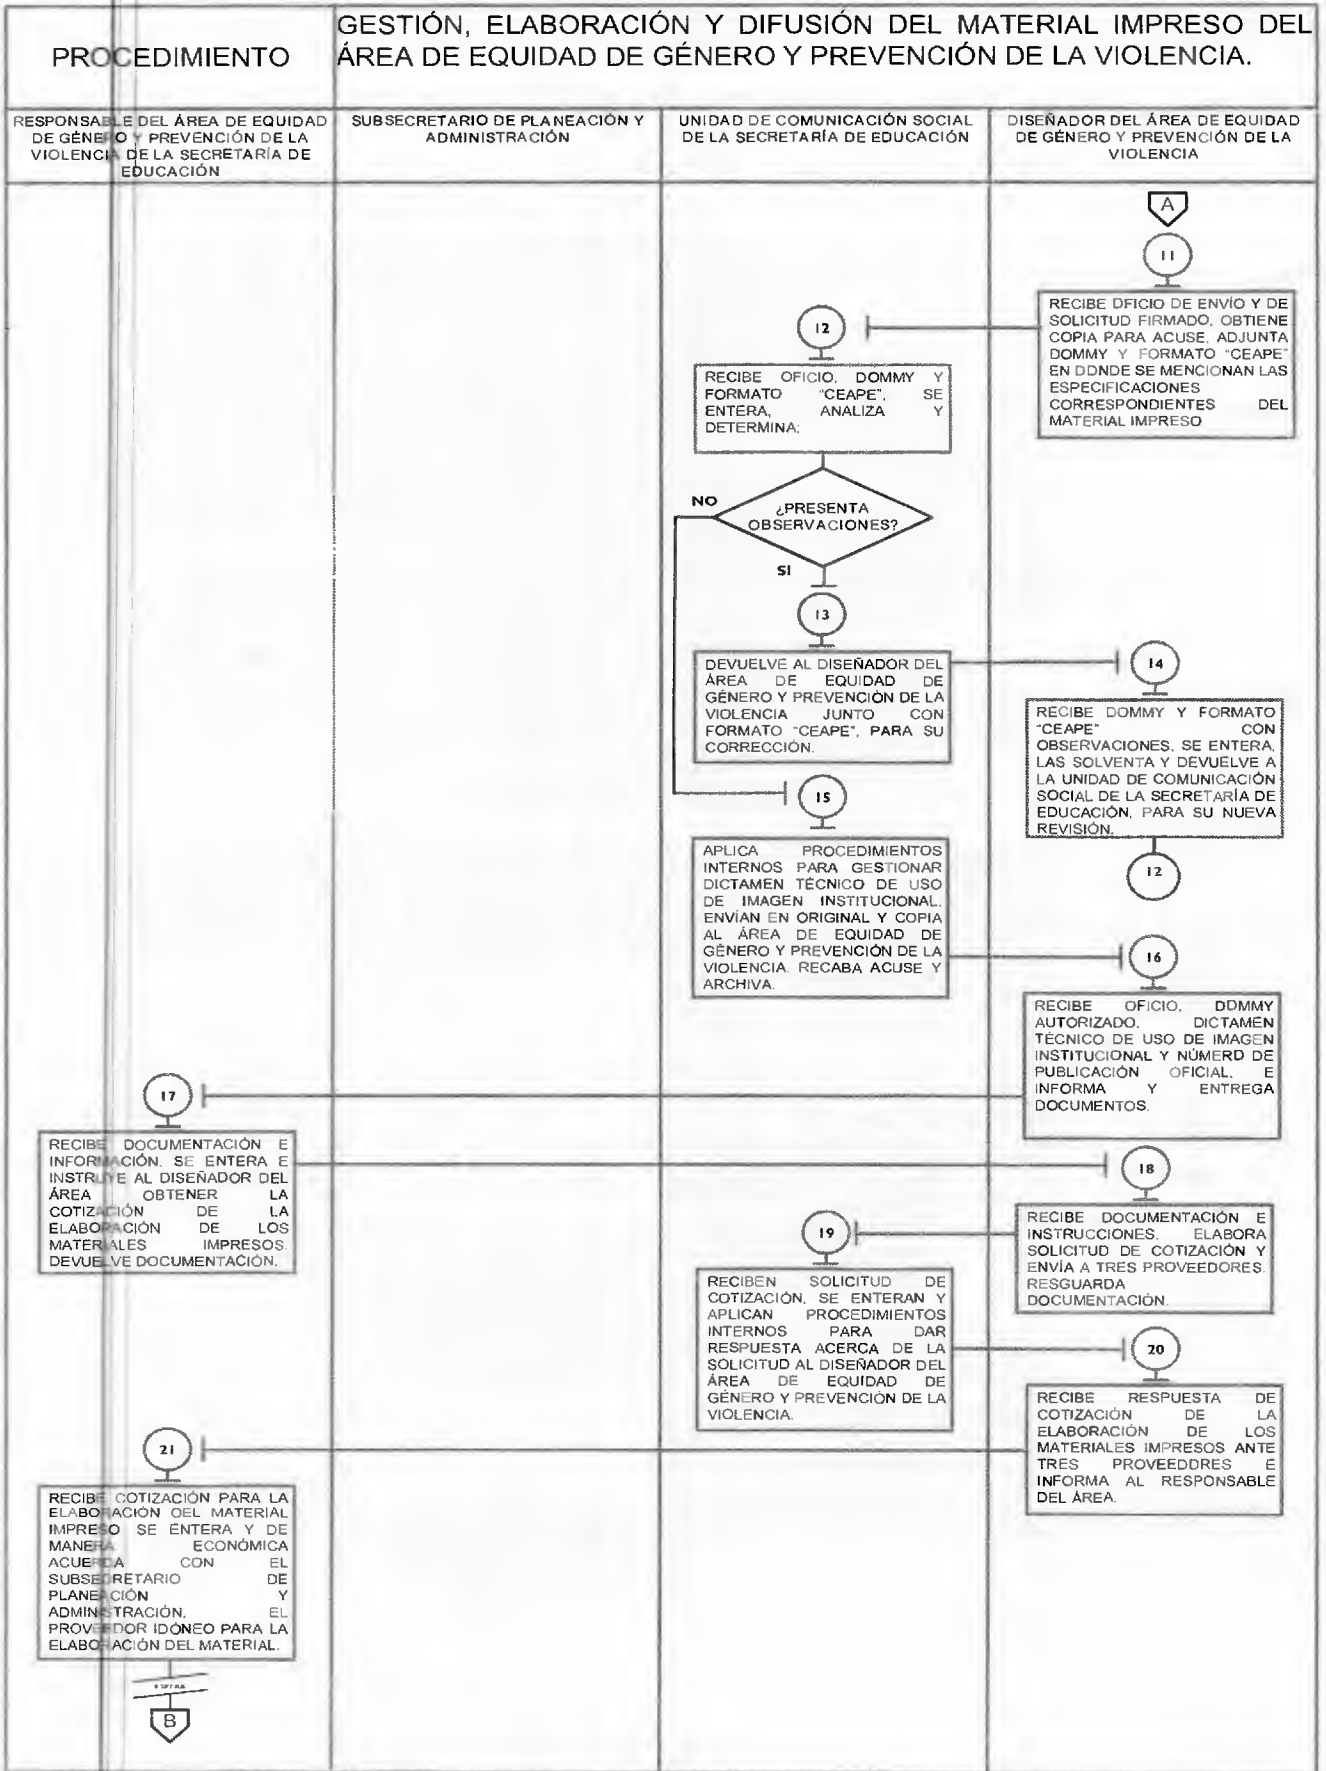 PROCEDIMIENTO
GESTIÓN, ELABORACIÓN Y DIFUSIÓN DEL MATERIAL IMPRESO DEL
ÁREA DE EQUIDAD DE GÉNERO Y PREVENCIÓN DE LA VIOLENCIA.
RESPONSABLE DEL ÁREA DE EQUIDAD
DE GÉNERO Y PREVENCIÓN DE LA
VIOLENCIA DE LA SECRETARÍA DE
EDUCACIÓN
SUBSECRETARIO DE PLANEACIÓN Y
ADMINISTRACIÓN
UNIDAD DE COMUNICACIÓN SOCIAL
DE LA SECRETARÍA DE EDUCACIÓN
DISEÑADOR DEL ÁREA DE EQUIDAD
DE GÉNERO Y PREVENCIÓN DE LA
VIOLENCIA
A
11
RECIBE OFICIO DE ENVÍO Y DE
SOLICITUD FIRMADO, OBTIENE
COPIA PARA ACUSE, ADJUNTA
DOMMY Y FORMATO "CEAPE"
EN DONDE SE MENCIONAN LAS
ESPECIFICACIONES
CORRESPONDIENTES DEL
MATERIAL IMPRESO
12
RECIBE OFICIO, DOMMY Y
FORMATO "CEAPE", SE
ENTERA, ANALIZA Y
DETERMINA:
¿PRESENTA
OBSERVACIONES?
NO
SI
13
DEVUELVE AL DISEÑADOR DEL
ÁREA DE EQUIDAD DE
GÉNERO Y PREVENCIÓN DE LA
VIOLENCIA JUNTO CON
FORMATO "CEAPE", PARA SU
CORRECCIÓN.
14
RECIBE DOMMY Y FORMATO
"CEAPE" CON
OBSERVACIONES, SE ENTERA,
LAS SOLVENTA Y DEVUELVE A
LA UNIDAD DE COMUNICACIÓN
SOCIAL DE LA SECRETARÍA DE
EDUCACIÓN, PARA SU NUEVA
REVISIÓN.
12
15
APLICA PROCEDIMIENTOS
INTERNOS PARA GESTIONAR
DICTAMEN TÉCNICO DE USO
DE IMAGEN INSTITUCIONAL.
ENVÍAN EN ORIGINAL Y COPIA
AL ÁREA DE EQUIDAD DE
GÉNERO Y PREVENCIÓN DE LA
VIOLENCIA. RECABA ACUSE Y
ARCHIVA.
16
RECIBE OFICIO, DOMMY
AUTORIZADO, DICTAMEN
TÉCNICO DE USO DE IMAGEN
INSTITUCIONAL Y NÚMERO DE
PUBLICACIÓN OFICIAL, E
INFORMA Y ENTREGA
DOCUMENTOS.
17
RECIBE DOCUMENTACIÓN E
INFORMACIÓN. SE ENTERA E
INSTRUYE AL DISEÑADOR DEL
ÁREA OBTENER LA
COTIZACIÓN DE LA
ELABORACIÓN DE LOS
MATERIALES IMPRESOS.
DEVUELVE DOCUMENTACIÓN.
18
RECIBE DOCUMENTACIÓN E
INSTRUCCIONES, ELABORA
SOLICITUD DE COTIZACIÓN Y
ENVÍA A TRES PROVEEDORES.
RESGUARDA
DOCUMENTACIÓN.
19
RECIBEN SOLICITUD DE
COTIZACIÓN, SE ENTERAN Y
APLICAN PROCEDIMIENTOS
INTERNOS PARA DAR
RESPUESTA ACERCA DE LA
SOLICITUD AL DISEÑADOR DEL
ÁREA DE EQUIDAD DE
GÉNERO Y PREVENCIÓN DE LA
VIOLENCIA.
20
RECIBE RESPUESTA DE
COTIZACIÓN DE LA
ELABORACIÓN DE LOS
MATERIALES IMPRESOS ANTE
TRES PROVEEDORES E
INFORMA AL RESPONSABLE
DEL ÁREA.
21
RECIBE COTIZACIÓN PARA LA
ELABORACIÓN DEL MATERIAL
IMPRESO SE ENTERA Y DE
MANERA ECONÓMICA
ACUERDA CON EL
SUBSECRETARIO DE
PLANEACIÓN Y
ADMINISTRACIÓN, EL
PROVEEDOR IDÓNEO PARA LA
ELABORACIÓN DEL MATERIAL.
B